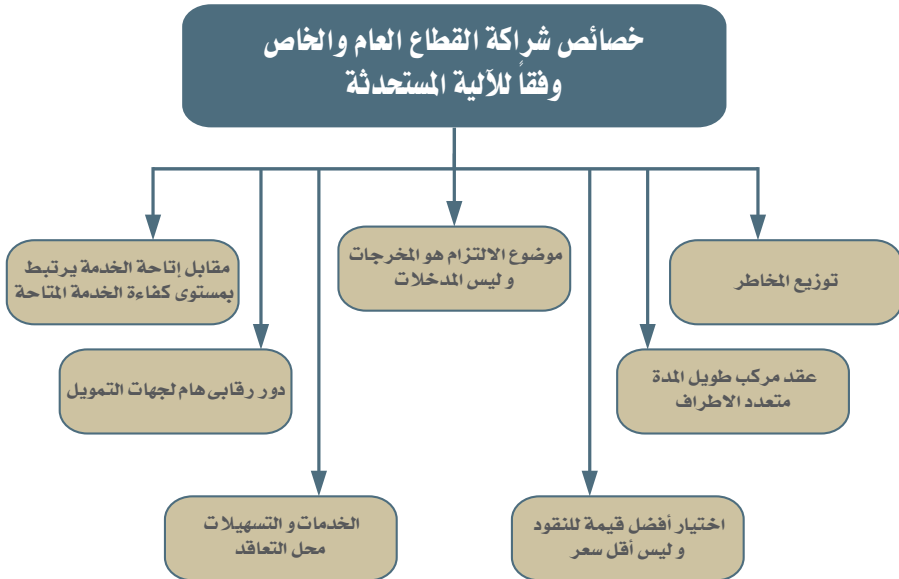 خصائص شراكة القطاع العام والخاص
وفقاً للآلية المستحدثة
توزيع المخاطر
موضوع الالتزام هو المخرجات
و ليس المدخلات
مقابل إتاحة الخدمة يرتبط
بمستوى كفاءة الخدمة المتاحة
عقد مركب طويل المدة
متعدد الاطراف
دور رقابى هام لجهات التمويل
اختيار أفضل قيمة للنقود
و ليس أقل سعر
الخدمات و التسهيلات
محل التعاقد